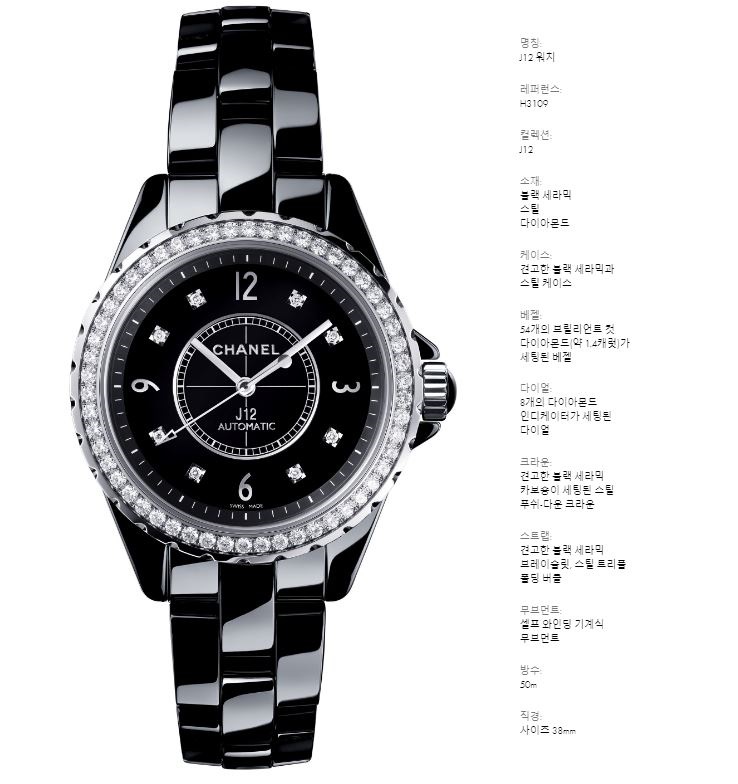 12
3
6
9
CHANEL
J12
AUTOMATIC
SWISS MADE
명칭:
J12 워치
레퍼런스:
H3109
컬렉션:
J12
소재:
블랙 세라믹
스틸
다이아몬드
케이스:
견고한 블랙 세라믹과
스틸 케이스
베젤:
54개의 브릴리언트 컷
다이아몬드(약 1.4캐럿)가
세팅된 베젤
다이얼:
8개의 다이아몬드
인디케이터가 세팅된
다이얼
크라운:
견고한 블랙 세라믹
카보숑이 세팅된 스틸
푸쉬-다운 크라운
스트랩:
견고한 블랙 세라믹
브레이슬릿, 스틸 트리플
폴딩 버클
무브먼트:
셀프 와인딩 기계식
무브먼트
방수:
50m
직경:
사이즈 38mm